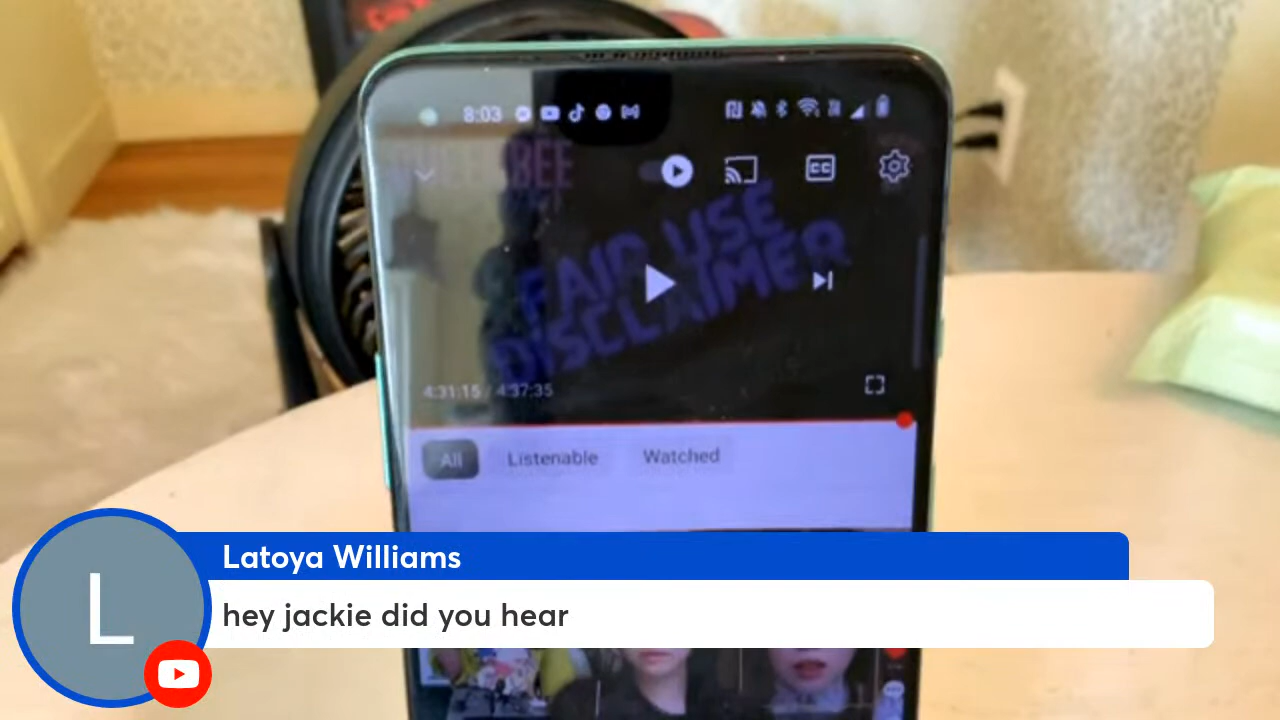 8:03
CC
FAIR USE
DISCLAIMER
4:31:15 / 4:37:35
All Listenable Watched
Latoya Williams
L
hey jackie did you hear